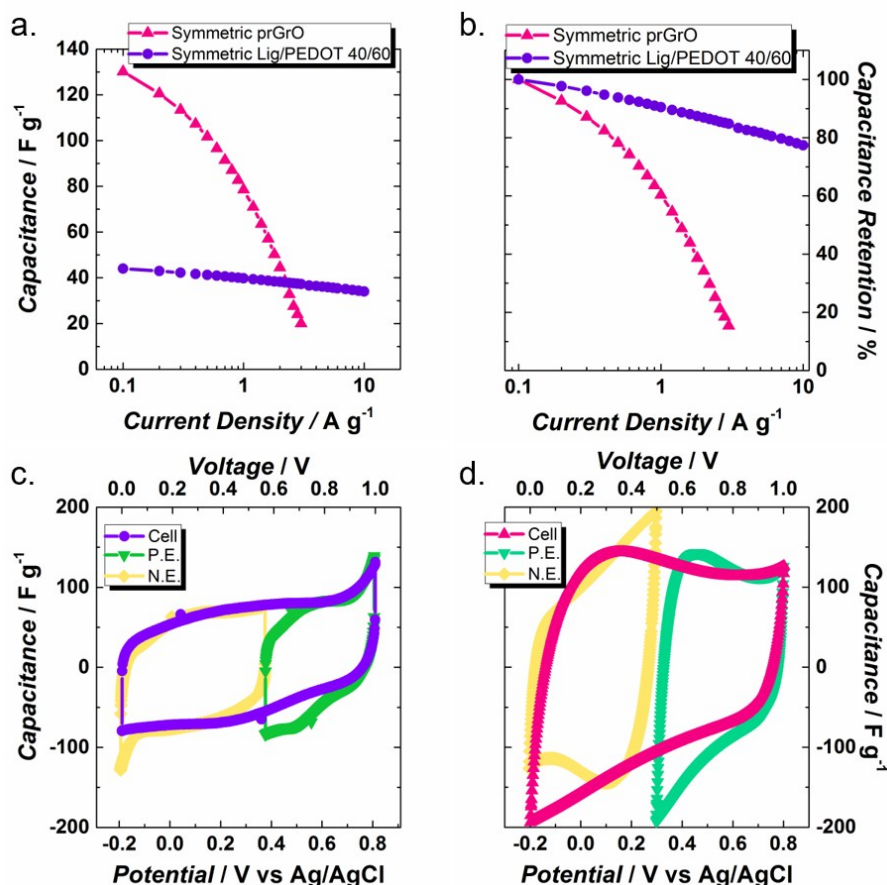 a.
Symmetric prGrO
Symmetric Lig/PEDOT 40/60
140
120
100
80
60
40
20
0
Capacitance / F g-1
0.1 1 10
Current Density / A g-1
b.
Symmetric prGrO
Symmetric Lig/PEDOT 40/60
100
80
60
40
20
0
Capacitance Retention / %
0.1 1 10
Current Density / A g-1
c.
Voltage / V
0.0 0.2 0.4 0.6 0.8 1.0
Cell
P.E.
N.E.
200
100
0
-100
-200
Capacitance / F g-1
-0.2 0.0 0.2 0.4 0.6 0.8
Potential / V vs Ag/AgCl
d.
Voltage / V
0.0 0.2 0.4 0.6 0.8 1.0
Cell
P.E.
N.E.
200
100
0
-100
-200
Capacitance / F g-1
-0.2 0.0 0.2 0.4 0.6 0.8
Potential / V vs Ag/AgCl